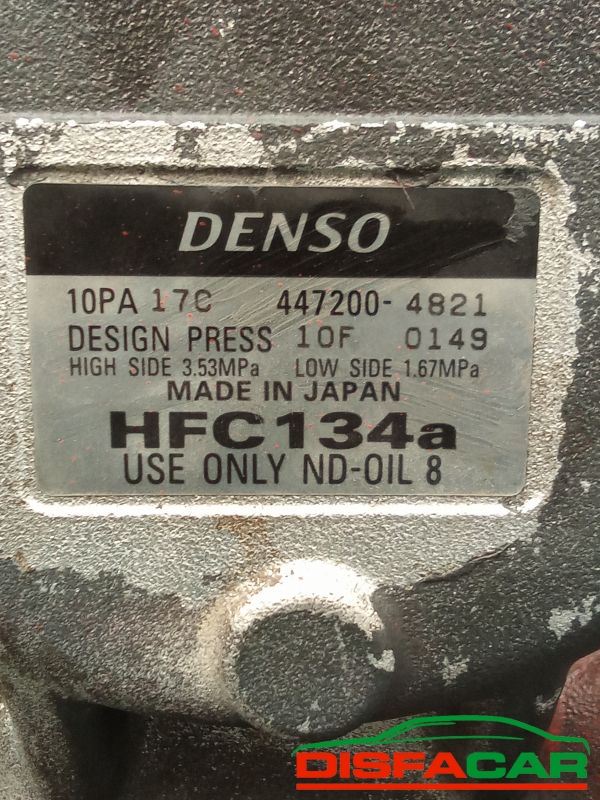 DENSO
10PA 17C 447200-4821
DESIGN PRESS 10F 0149
HIGH SIDE 3.53MPa LOW SIDE 1.67MPa
MADE IN JAPAN
HFC134a
USE ONLY ND-OIL 8
DISFACAR